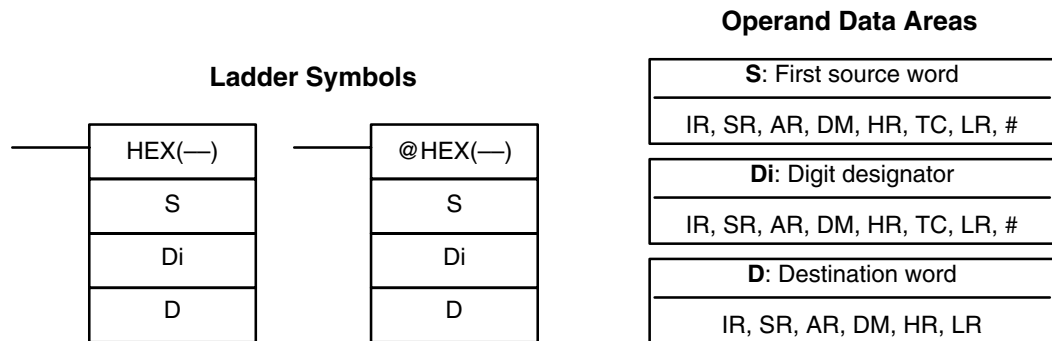 Ladder Symbols
HEX(—)
S
Di
D
@HEX(—)
S
Di
D
Operand Data Areas
S: First source word
IR, SR, AR, DM, HR, TC, LR, #
Di: Digit designator
IR, SR, AR, DM, HR, TC, LR, #
D: Destination word
IR, SR, AR, DM, HR, LR